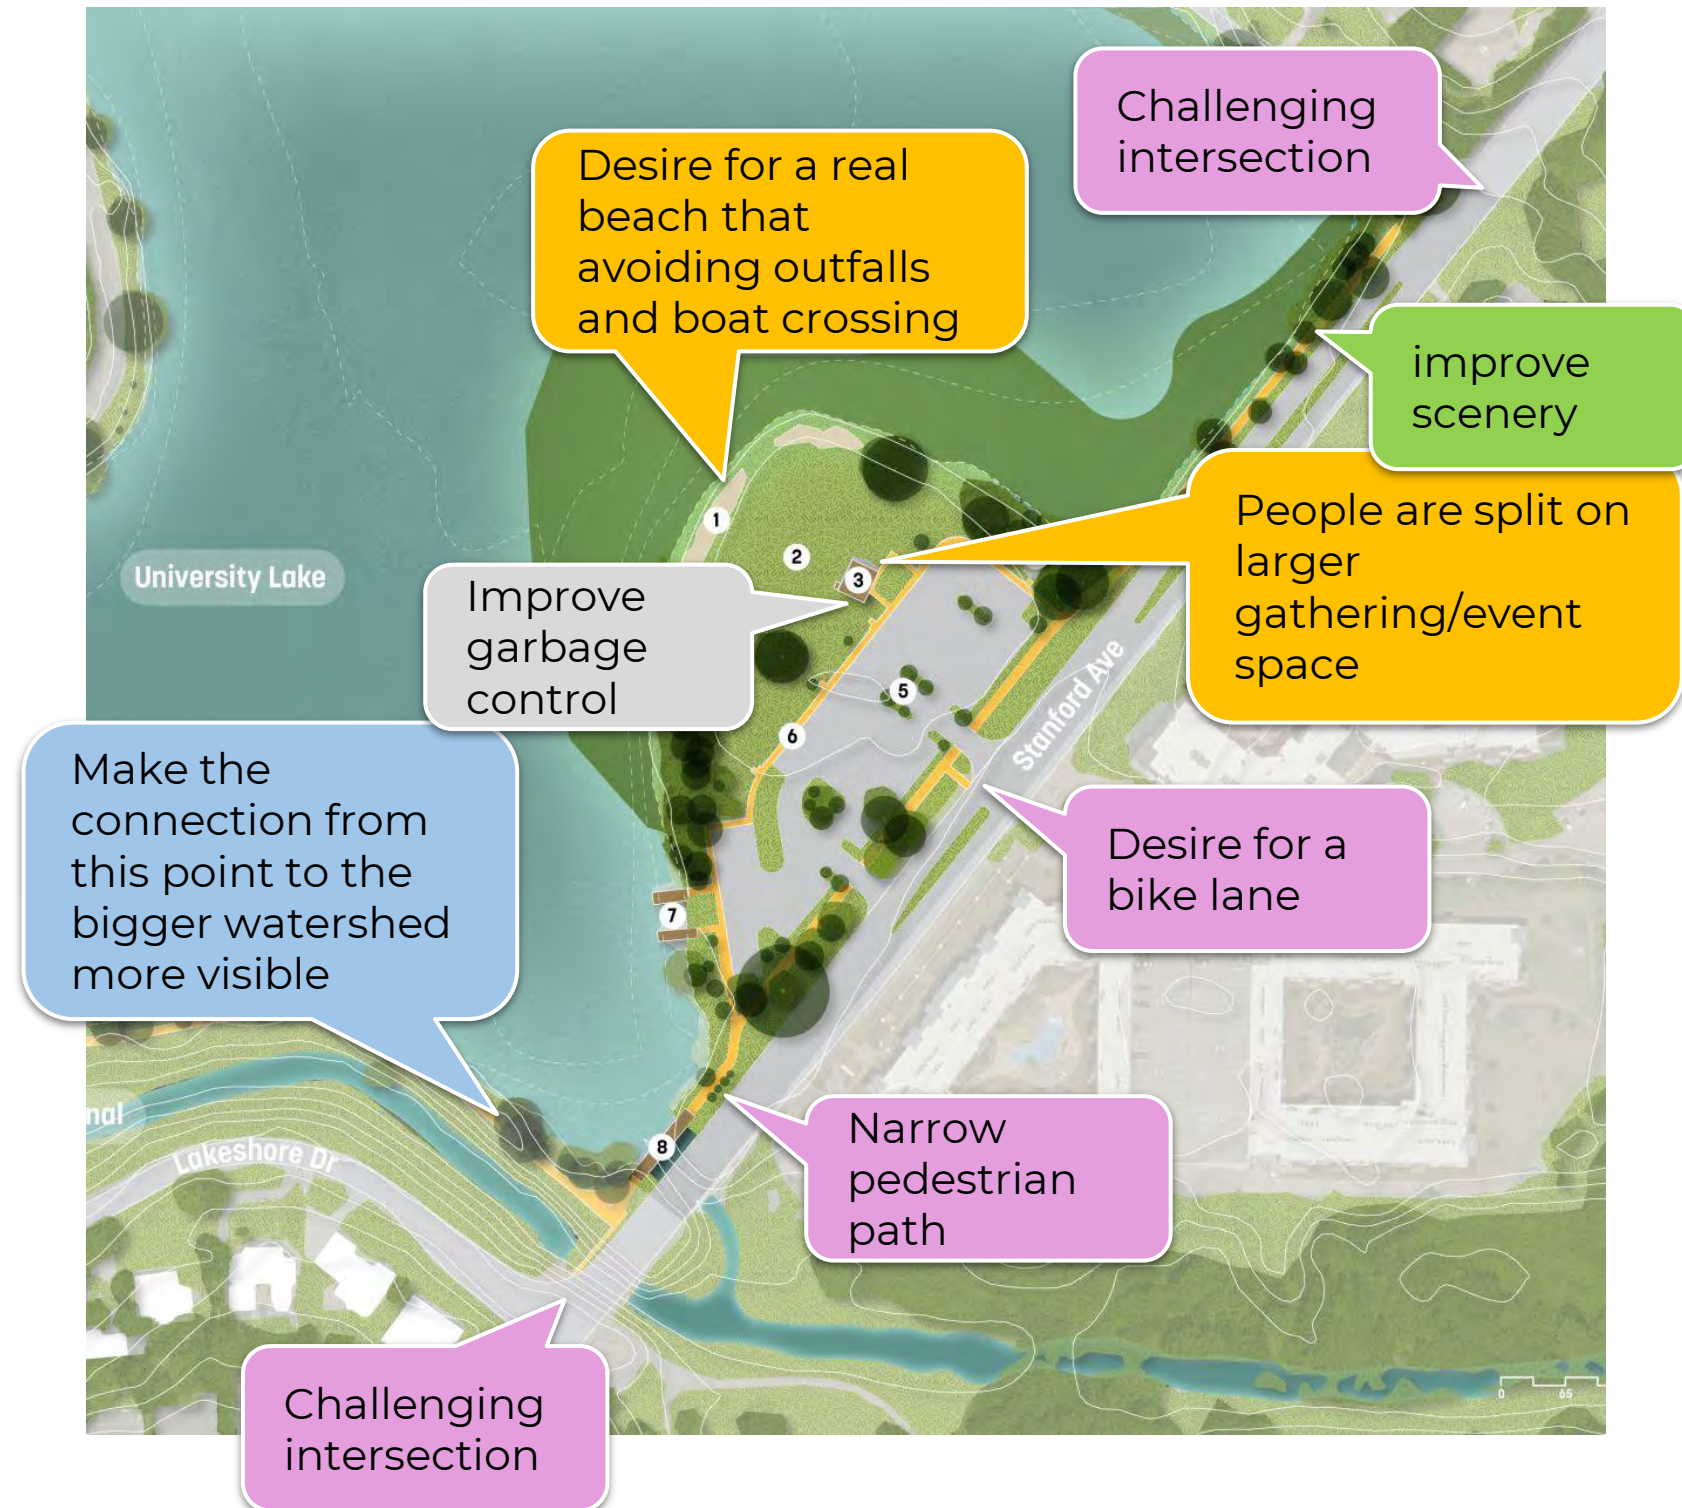 Challenging
intersection
Desire for a real
beach that
avoiding outfalls
and boat crossing
improve
scenery
People are split on
larger
gathering/event
space
1
2
3
University Lake
Improve
garbage
control
5
6
Stanford Ave
Make the
connection from
this point to the
bigger watershed
more visible
Desire for a
bike lane
7
nal
Lakeshore Dr
8
Narrow
pedestrian
path
0 65
Challenging
intersection